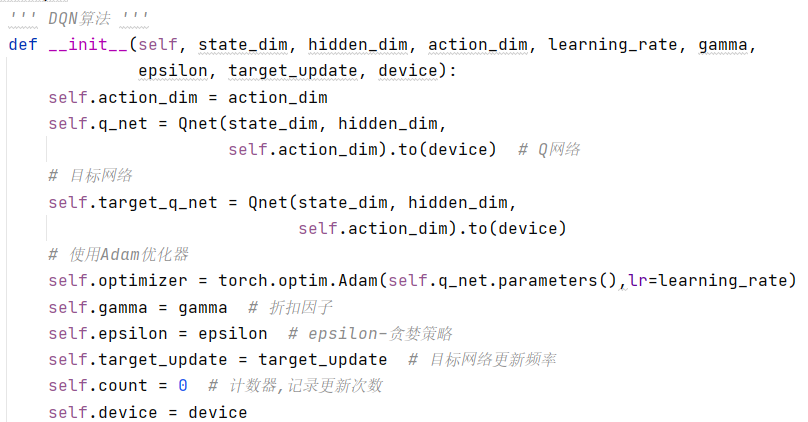 ''' DQN算法 '''
def __init__(self, state_dim, hidden_dim, action_dim, learning_rate, gamma,
             epsilon, target_update, device):
    self.action_dim = action_dim
    self.q_net = Qnet(state_dim, hidden_dim,
                      self.action_dim).to(device)  # Q网络
    # 目标网络
    self.target_q_net = Qnet(state_dim, hidden_dim,
                             self.action_dim).to(device)
    # 使用Adam优化器
    self.optimizer = torch.optim.Adam(self.q_net.parameters(),lr=learning_rate)
    self.gamma = gamma  # 折扣因子
    self.epsilon = epsilon  # epsilon-贪婪策略
    self.target_update = target_update  # 目标网络更新频率
    self.count = 0  # 计数器,记录更新次数
    self.device = device